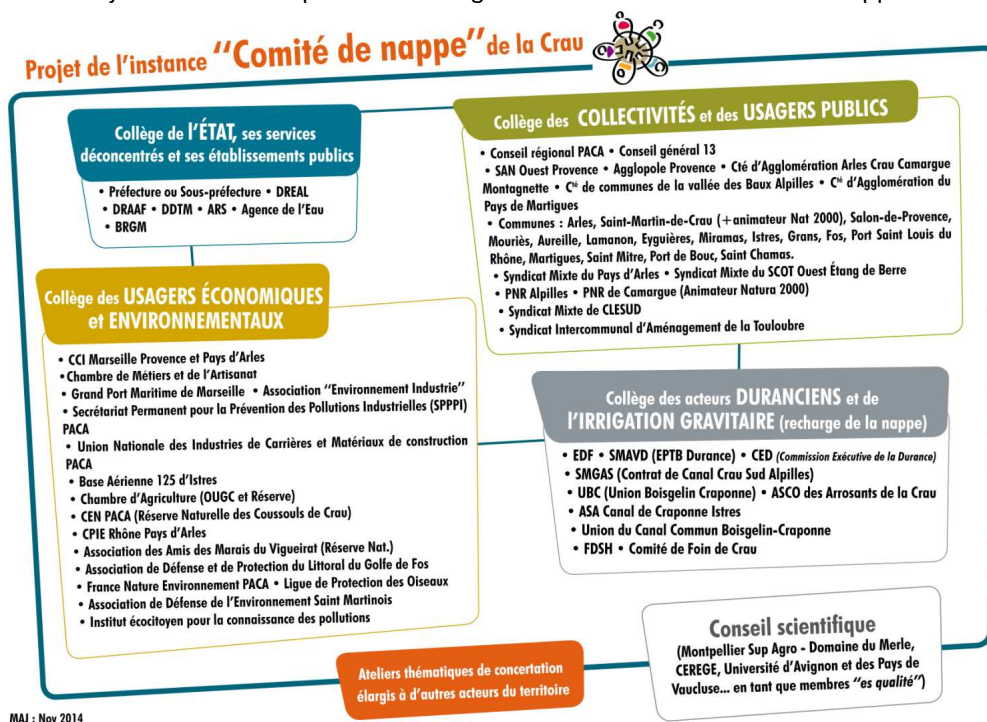 Projet de l'instance "Comité de nappe" de la Crau
Collège de l'ÉTAT, ses services
déconcentrés et ses établissements publics
• Préfecture ou Sous-préfecture • DREAL
• DRAAF • DDTM • ARS • Agence de l'Eau
• BRGM
Collège des COLLECTIVITÉS et des USAGERS PUBLICS
• Conseil régional PACA • Conseil général 13
• SAN Ouest Provence • Agglopole Provence • Cté d'Agglomération Arles Crau Camargue
Montagnette • Cté de communes de la vallée des Baux Alpilles • Cté d'Agglomération du
Pays de Martigues
• Communes : Arles, Saint-Martin-de-Crau (+animateur Nat 2000), Salon-de-Provence,
Mouriès, Aureille, Lamanon, Eyguières, Miramas, Istres, Grans, Fos, Port Saint Louis du
Rhône, Martigues, Saint Mitre, Port de Bouc, Saint Chamas.
• Syndicat Mixte du Pays d'Arles • Syndicat Mixte du SCOT Ouest Étang de Berre
• PNR Alpilles • PNR de Camargue (Animateur Natura 2000)
• Syndicat Mixte de CLESUD
• Syndicat Intercommunal d'Aménagement de la Touloubre
Collège des USAGERS ÉCONOMIQUES
et ENVIRONNEMENTAUX
• CCI Marseille Provence et Pays d'Arles
•Chambre de Métiers et de l'Artisanat
• Grand Port Maritime de Marseille • Association "Environnement Industrie"
• Secrétariat Permanent pour la Prévention des Pollutions Industrielles (SPPPI)
PACA
• Union Nationale des Industries de Carrières et Matériaux de construction
PACA
• Base Aérienne 125 d'Istres
• Chambre d'Agriculture (OUGC et Réserve)
• CEN PACA (Réserve Naturelle des Coussouls de Crau)
• CPIE Rhône Pays d'Arles
• Association des Amis des Marais du Vigueirat (Réserve Nat.)
• Association de Défense et de Protection du Littoral du Golfe de Fos
• France Nature Environnement PACA • Ligue de Protection des Oiseaux
• Association de Défense de l'Environnement Saint Martinois
• Institut écocitoyen pour la connaissance des pollutions
Collège des acteurs DURANCIENS et de
l'IRRIGATION GRAVITAIRE (recharge de la nappe)
• EDF • SMAVD (EPTB Durance) • CED (Commission Exécutive de la Durance)
• SMGAS (Contrat de Canal Crau Sud Alpilles)
• UBC (Union Boisgelin Craponne) • ASCO des Arrosants de la Crau
• ASA Canal de Craponne Istres
• Union du Canal Commun Boisgelin-Craponne
• FDSH • Comité de Foin de Crau
Conseil scientifique
(Montpellier Sup Agro - Domaine du Merle,
CEREGE, Université d'Avignon et des Pays de
Vaucluse... en tant que membres "es qualité")
Ateliers thématiques de concertation
élargis à d'autres acteurs du territoire
MAJ : Nov 2014